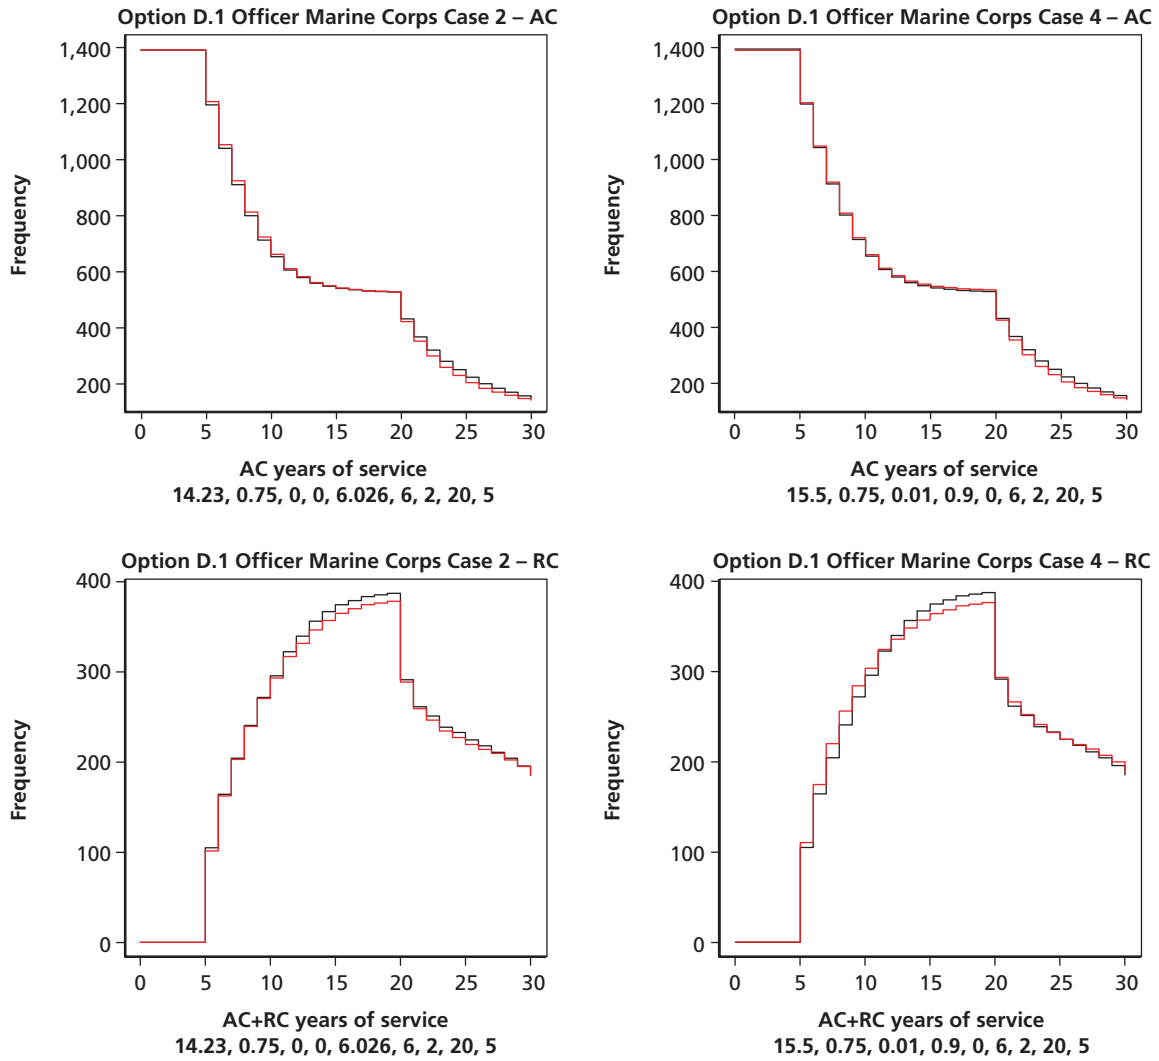 Option D.1 Officer Marine Corps Case 2 – AC
1,400
1,200
1,000
800
600
400
200
Frequency
0 5 10 15 20 25 30
AC years of service
14.23, 0.75, 0, 0, 6.026, 6, 2, 20, 5
Option D.1 Officer Marine Corps Case 4 – AC
1,400
1,200
1,000
800
600
400
200
Frequency
0 5 10 15 20 25 30
AC years of service
15.5, 0.75, 0.01, 0.9, 0, 6, 2, 20, 5
Option D.1 Officer Marine Corps Case 2 – RC
400
300
200
100
0
Frequency
0 5 10 15 20 25 30
AC+RC years of service
14.23, 0.75, 0, 0, 6.026, 6, 2, 20, 5
Option D.1 Officer Marine Corps Case 4 – RC
400
300
200
100
0
Frequency
0 5 10 15 20 25 30
AC+RC years of service
15.5, 0.75, 0.01, 0.9, 0, 6, 2, 20, 5